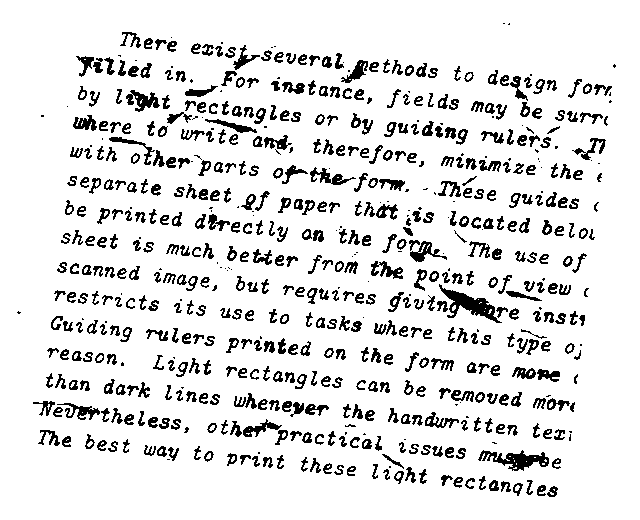 There exist several methods to design for
filled in. For instance, fields may be surr
by light rectangles or by guiding rulers. Th
where to write and, therefore, minimize the
with other parts of the form. These guides
separate sheet of paper that is located belo
be printed directly on the form. The use of
sheet is much better from the point of view
scanned image, but requires giving more inst
restricts its use to tasks where this type o
Guiding rulers printed on the form are more
reason. Light rectangles can be removed more
than dark lines whenever the handwritten tex
Nevertheless, other practical issues must be
The best way to print these light rectangles